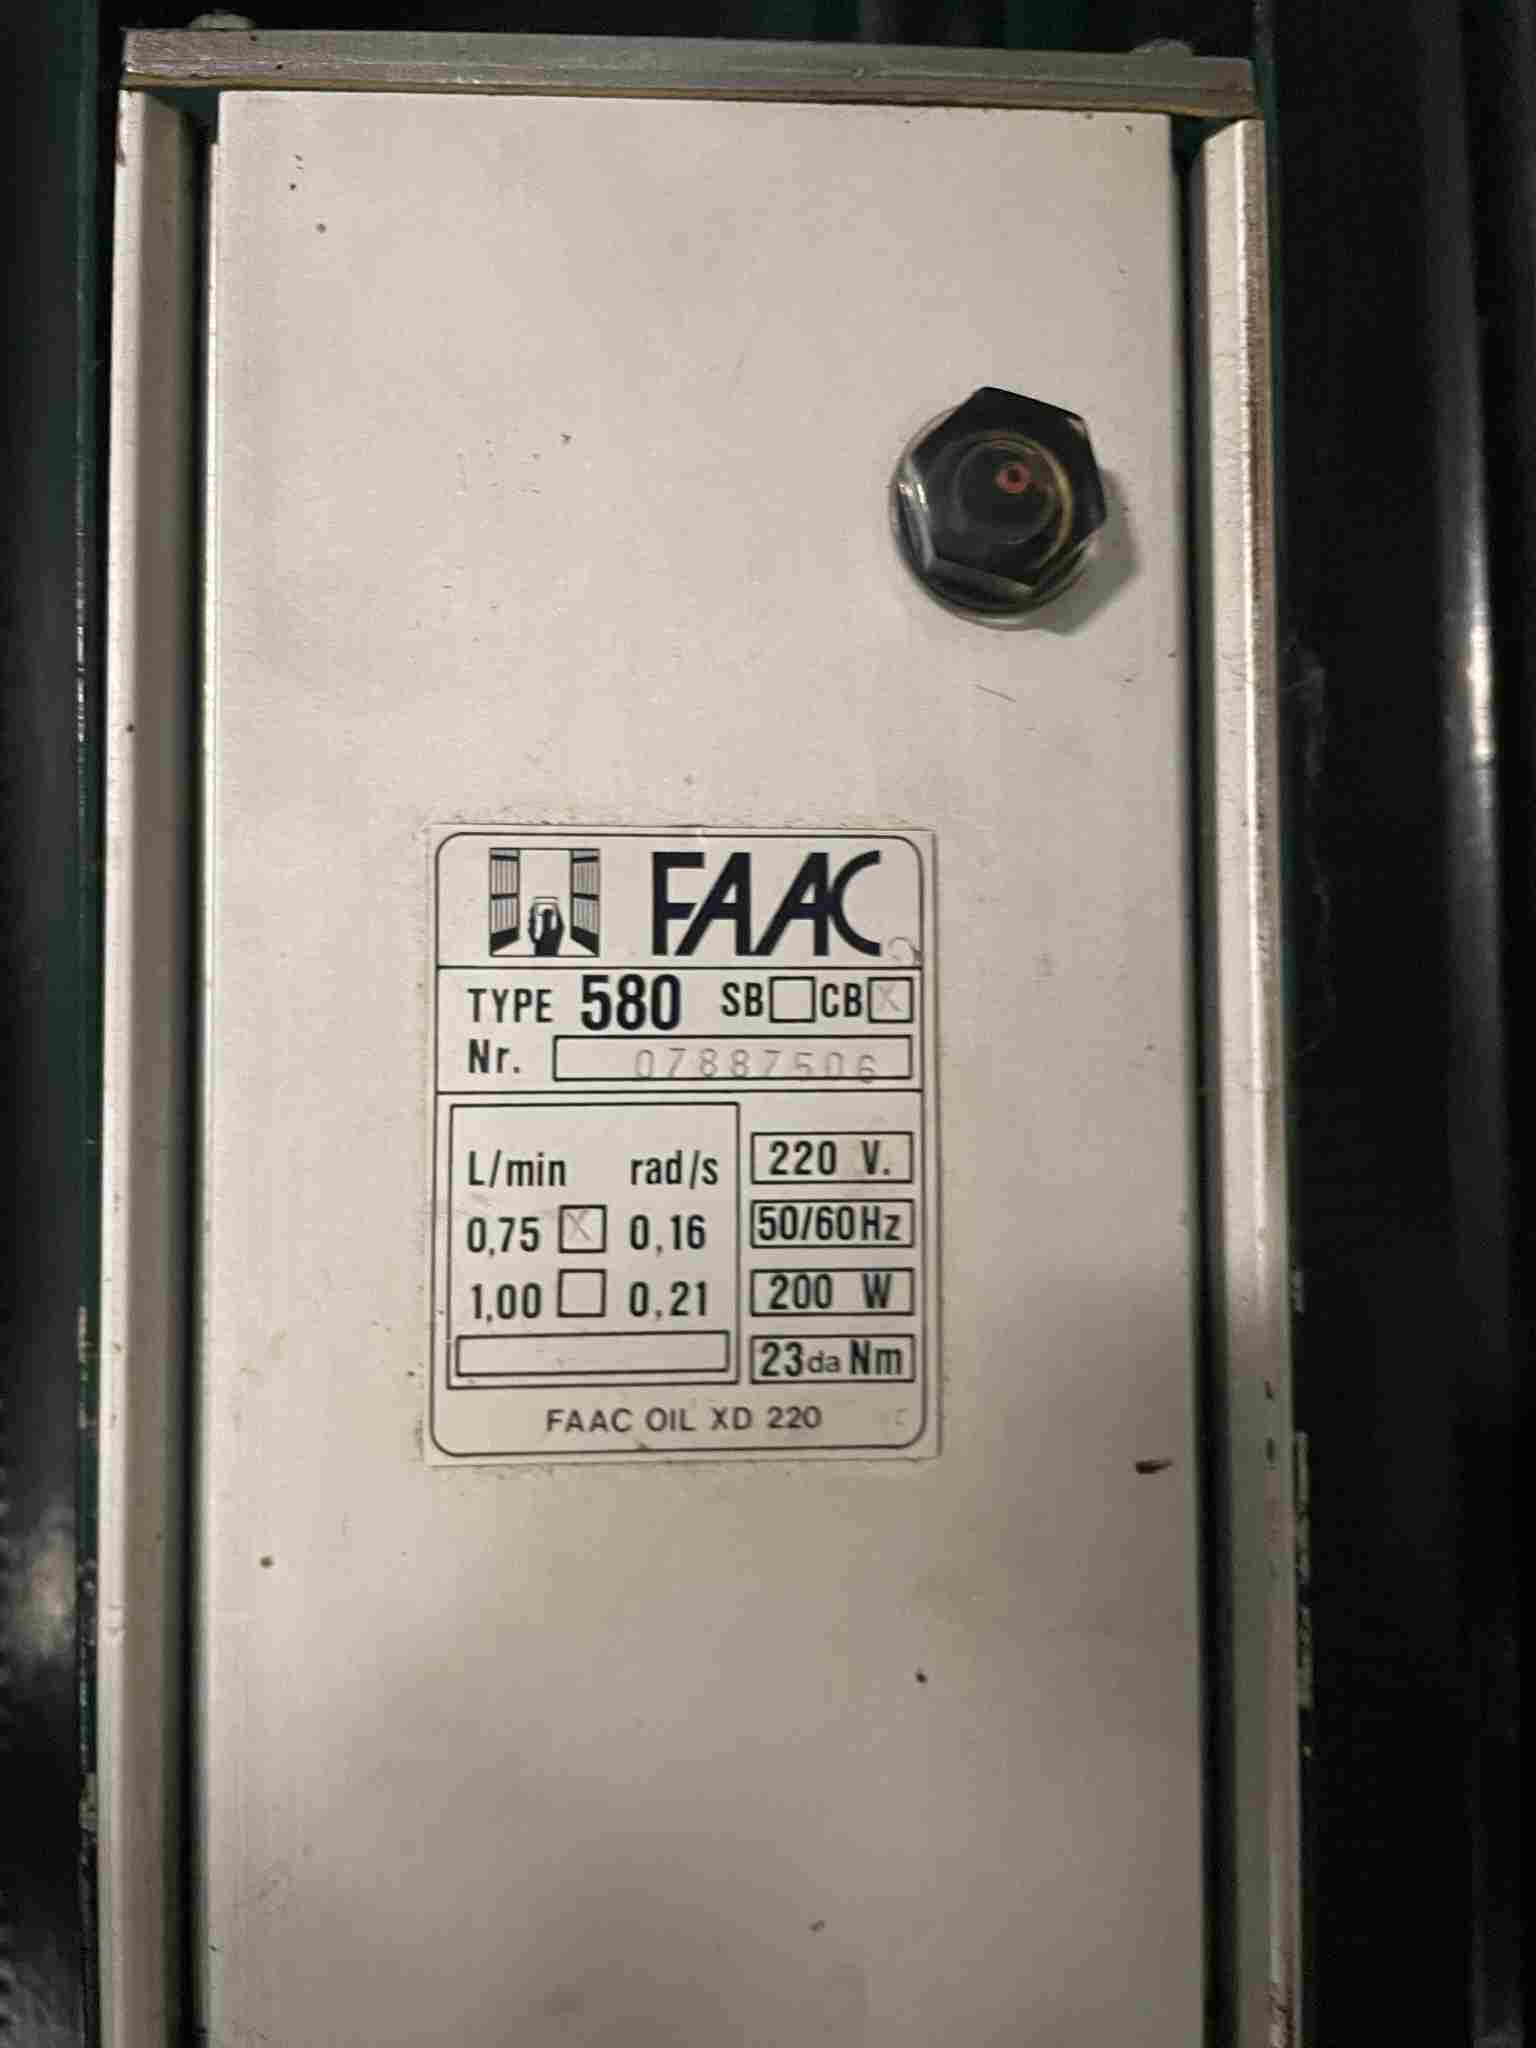 FAAC
TYPE 580 SB CB X
Nr. 07887506
L/min rad/s
0,75 X 0,16
1,00 0,21
220 V.
50/60Hz
200 W
23da Nm
FAAC OIL XD 220